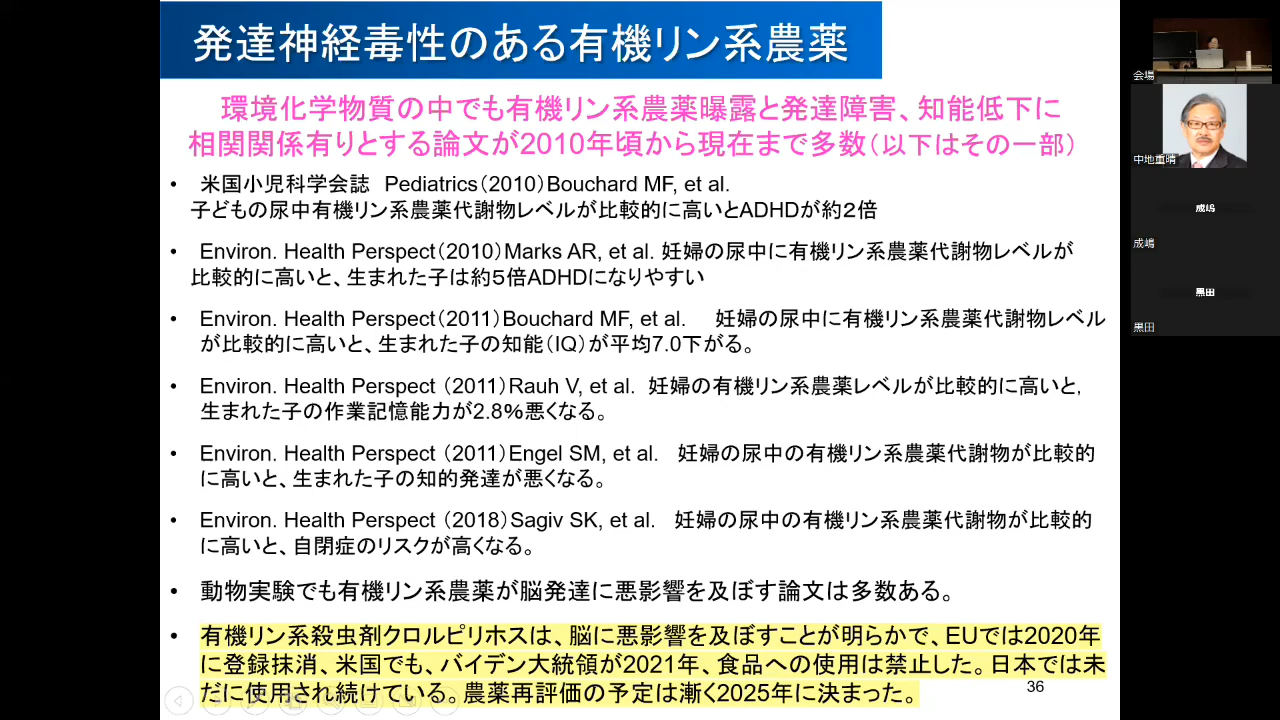 発達神経毒性のある有機リン系農薬
環境化学物質の中でも有機リン系農薬曝露と発達障害、知能低下に
相関関係有りとする論文が2010年頃から現在まで多数（以下はその一部）
• 米国小児科学会誌 Pediatrics（2010）Bouchard MF, et al.
子どもの尿中有機リン系農薬代謝物レベルが比較的に高いとADHDが約２倍
• Environ. Health Perspect（2010）Marks AR, et al. 妊婦の尿中に有機リン系農薬代謝物レベルが
比較的に高いと、生まれた子は約５倍ADHDになりやすい
• Environ. Health Perspect（2011）Bouchard MF, et al. 妊婦の尿中に有機リン系農薬代謝物レベル
が比較的に高いと、生まれた子の知能（IQ）が平均7.0下がる。
• Environ. Health Perspect （2011）Rauh V, et al. 妊婦の有機リン系農薬レベルが比較的に高いと,
生まれた子の作業記憶能力が2.8％悪くなる。
• Environ. Health Perspect （2011）Engel SM, et al. 妊婦の尿中の有機リン系農薬代謝物が比較的
に高いと、生まれた子の知的発達が悪くなる。
• Environ. Health Perspect （2018）Sagiv SK, et al. 妊婦の尿中の有機リン系農薬代謝物が比較的
に高いと、自閉症のリスクが高くなる。
• 動物実験でも有機リン系農薬が脳発達に悪影響を及ぼす論文は多数ある。
• 有機リン系殺虫剤クロルピリホスは、脳に悪影響を及ぼすことが明らかで、EUでは2020年
に登録抹消、米国でも、バイデン大統領が2021年、食品への使用は禁止した。日本では未
だに使用され続けている。農薬再評価の予定は漸く2025年に決まった。
36
会場
中地重晴
成嶋
成嶋
黒田
黒田